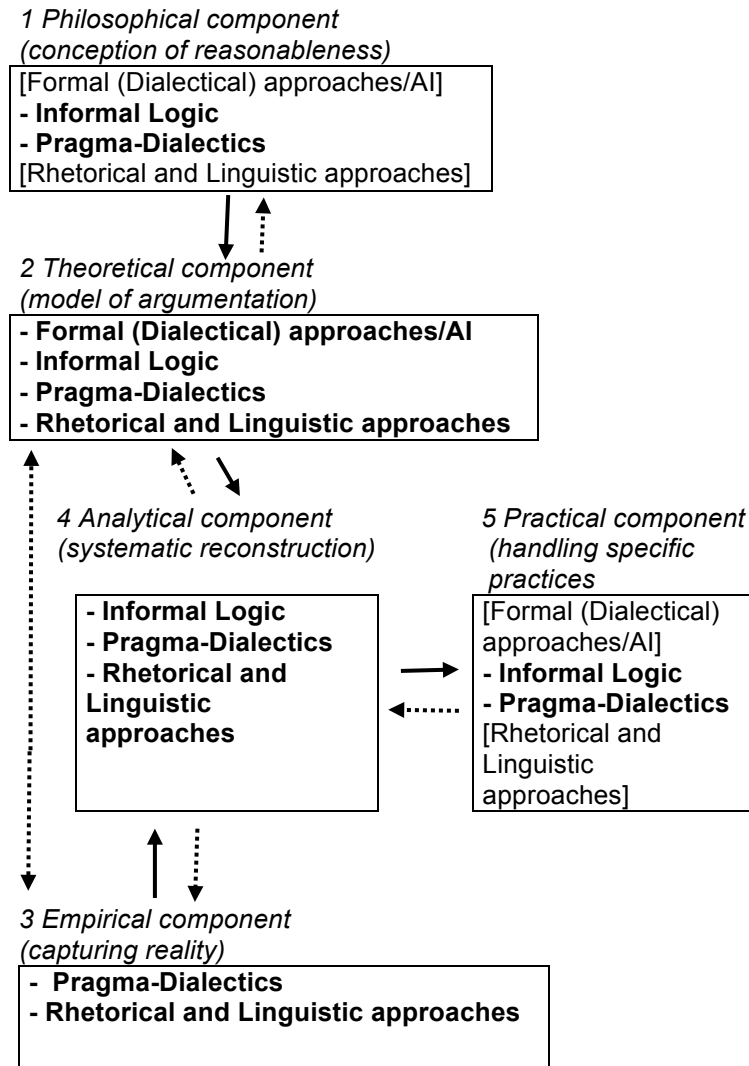 1 Philosophical component
(conception of reasonableness)
[Formal (Dialectical) approaches/AI]
- Informal Logic
- Pragma-Dialectics
[Rhetorical and Linguistic approaches]
2 Theoretical component
(model of argumentation)
- Formal (Dialectical) approaches/AI
- Informal Logic
- Pragma-Dialectics
- Rhetorical and Linguistic approaches
4 Analytical component
(systematic reconstruction)
- Informal Logic
- Pragma-Dialectics
- Rhetorical and
Linguistic
approaches
5 Practical component
(handling specific
practices
[Formal (Dialectical)
approaches/AI]
- Informal Logic
- Pragma-Dialectics
[Rhetorical and
Linguistic
approaches]
3 Empirical component
(capturing reality)
- Pragma-Dialectics
- Rhetorical and Linguistic approaches